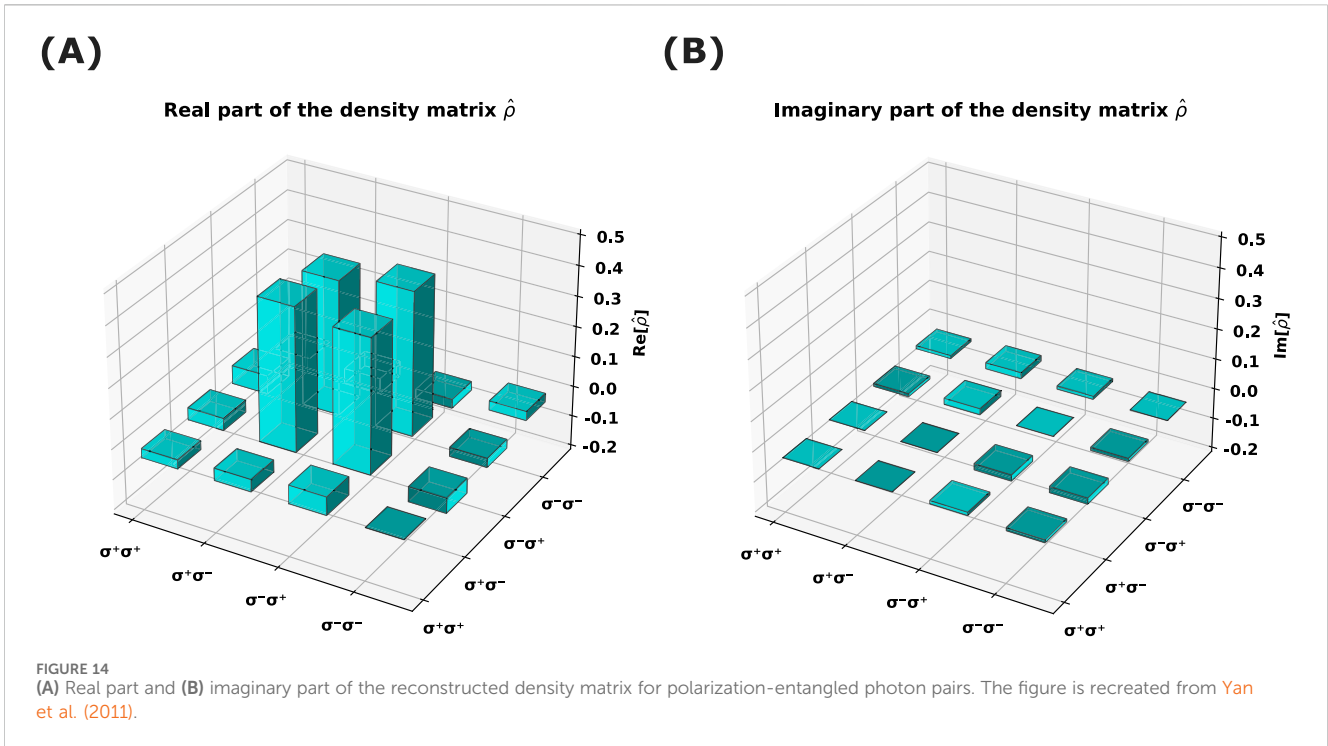 (A)
Real part of the density matrix ρ̂
0.5
0.4
0.3
0.2
0.1
0.0
-0.1
-0.2
Re[ρ̂]
σ⁺σ⁺
σ⁺σ⁻
σ⁻σ⁺
σ⁻σ⁻
σ⁺σ⁺
σ⁺σ⁻
σ⁻σ⁺
σ⁻σ⁻
(B)
Imaginary part of the density matrix ρ̂
0.5
0.4
0.3
0.2
0.1
0.0
-0.1
-0.2
Im[ρ̂]
σ⁺σ⁺
σ⁺σ⁻
σ⁻σ⁺
σ⁻σ⁻
σ⁺σ⁺
σ⁺σ⁻
σ⁻σ⁺
σ⁻σ⁻
FIGURE 14
(A) Real part and (B) imaginary part of the reconstructed density matrix for polarization-entangled photon pairs. The figure is recreated from Yan
et al. (2011).